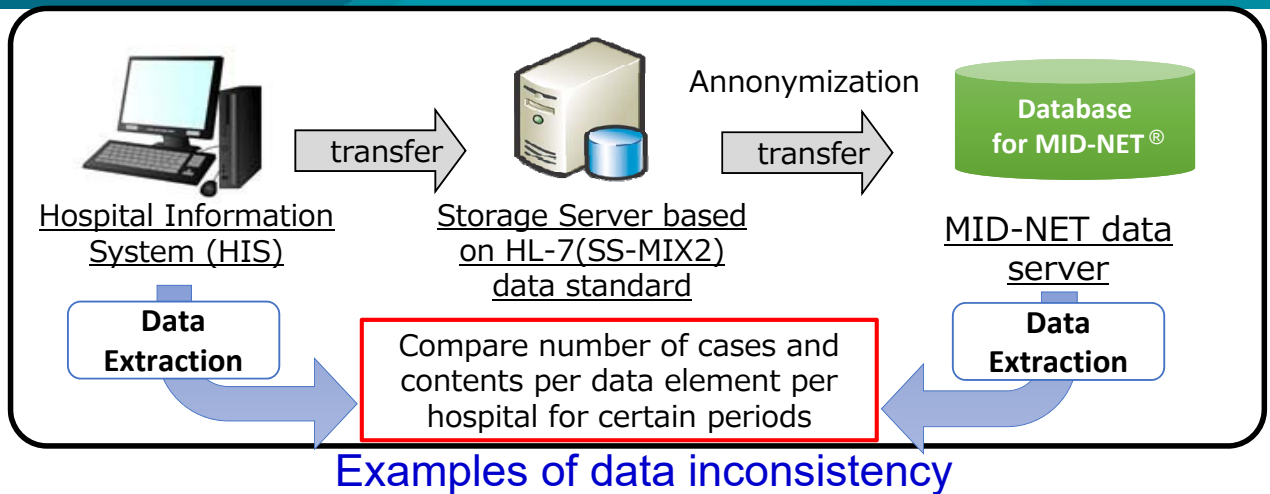 Annonymization
transfer
transfer
Database
for MID-NET®
Hospital Information
System (HIS)
Storage Server based
on HL-7(SS-MIX2)
data standard
MID-NET data
server
Data
Extraction
Compare number of cases and
contents per data element per
hospital for certain periods
Data
Extraction
Examples of data inconsistency